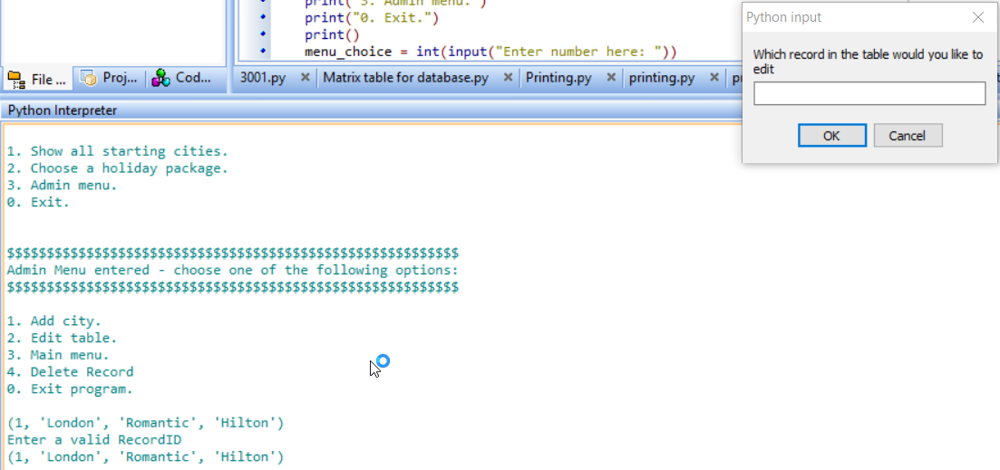 print("3. Admin menu.")
print("0. Exit.")
print()
menu_choice = int(input("Enter number here: "))
File ... Proj... Cod...
3001.py Matrix table for database.py Printing.py printing.py
Python Interpreter
1. Show all starting cities.
2. Choose a holiday package.
3. Admin menu.
0. Exit.
$$$$$$$$$$$$$$$$$$$$$$$$$$$$$$$$$$$$$$$$$$$$$$$$$$$$$$$$$
Admin Menu entered - choose one of the following options:
$$$$$$$$$$$$$$$$$$$$$$$$$$$$$$$$$$$$$$$$$$$$$$$$$$$$$$$$$
1. Add city.
2. Edit table.
3. Main menu.
4. Delete Record
0. Exit program.
(1, 'London', 'Romantic', 'Hilton')
Enter a valid RecordID
(1, 'London', 'Romantic', 'Hilton')
Python input
Which record in the table would you like to
edit
OK Cancel